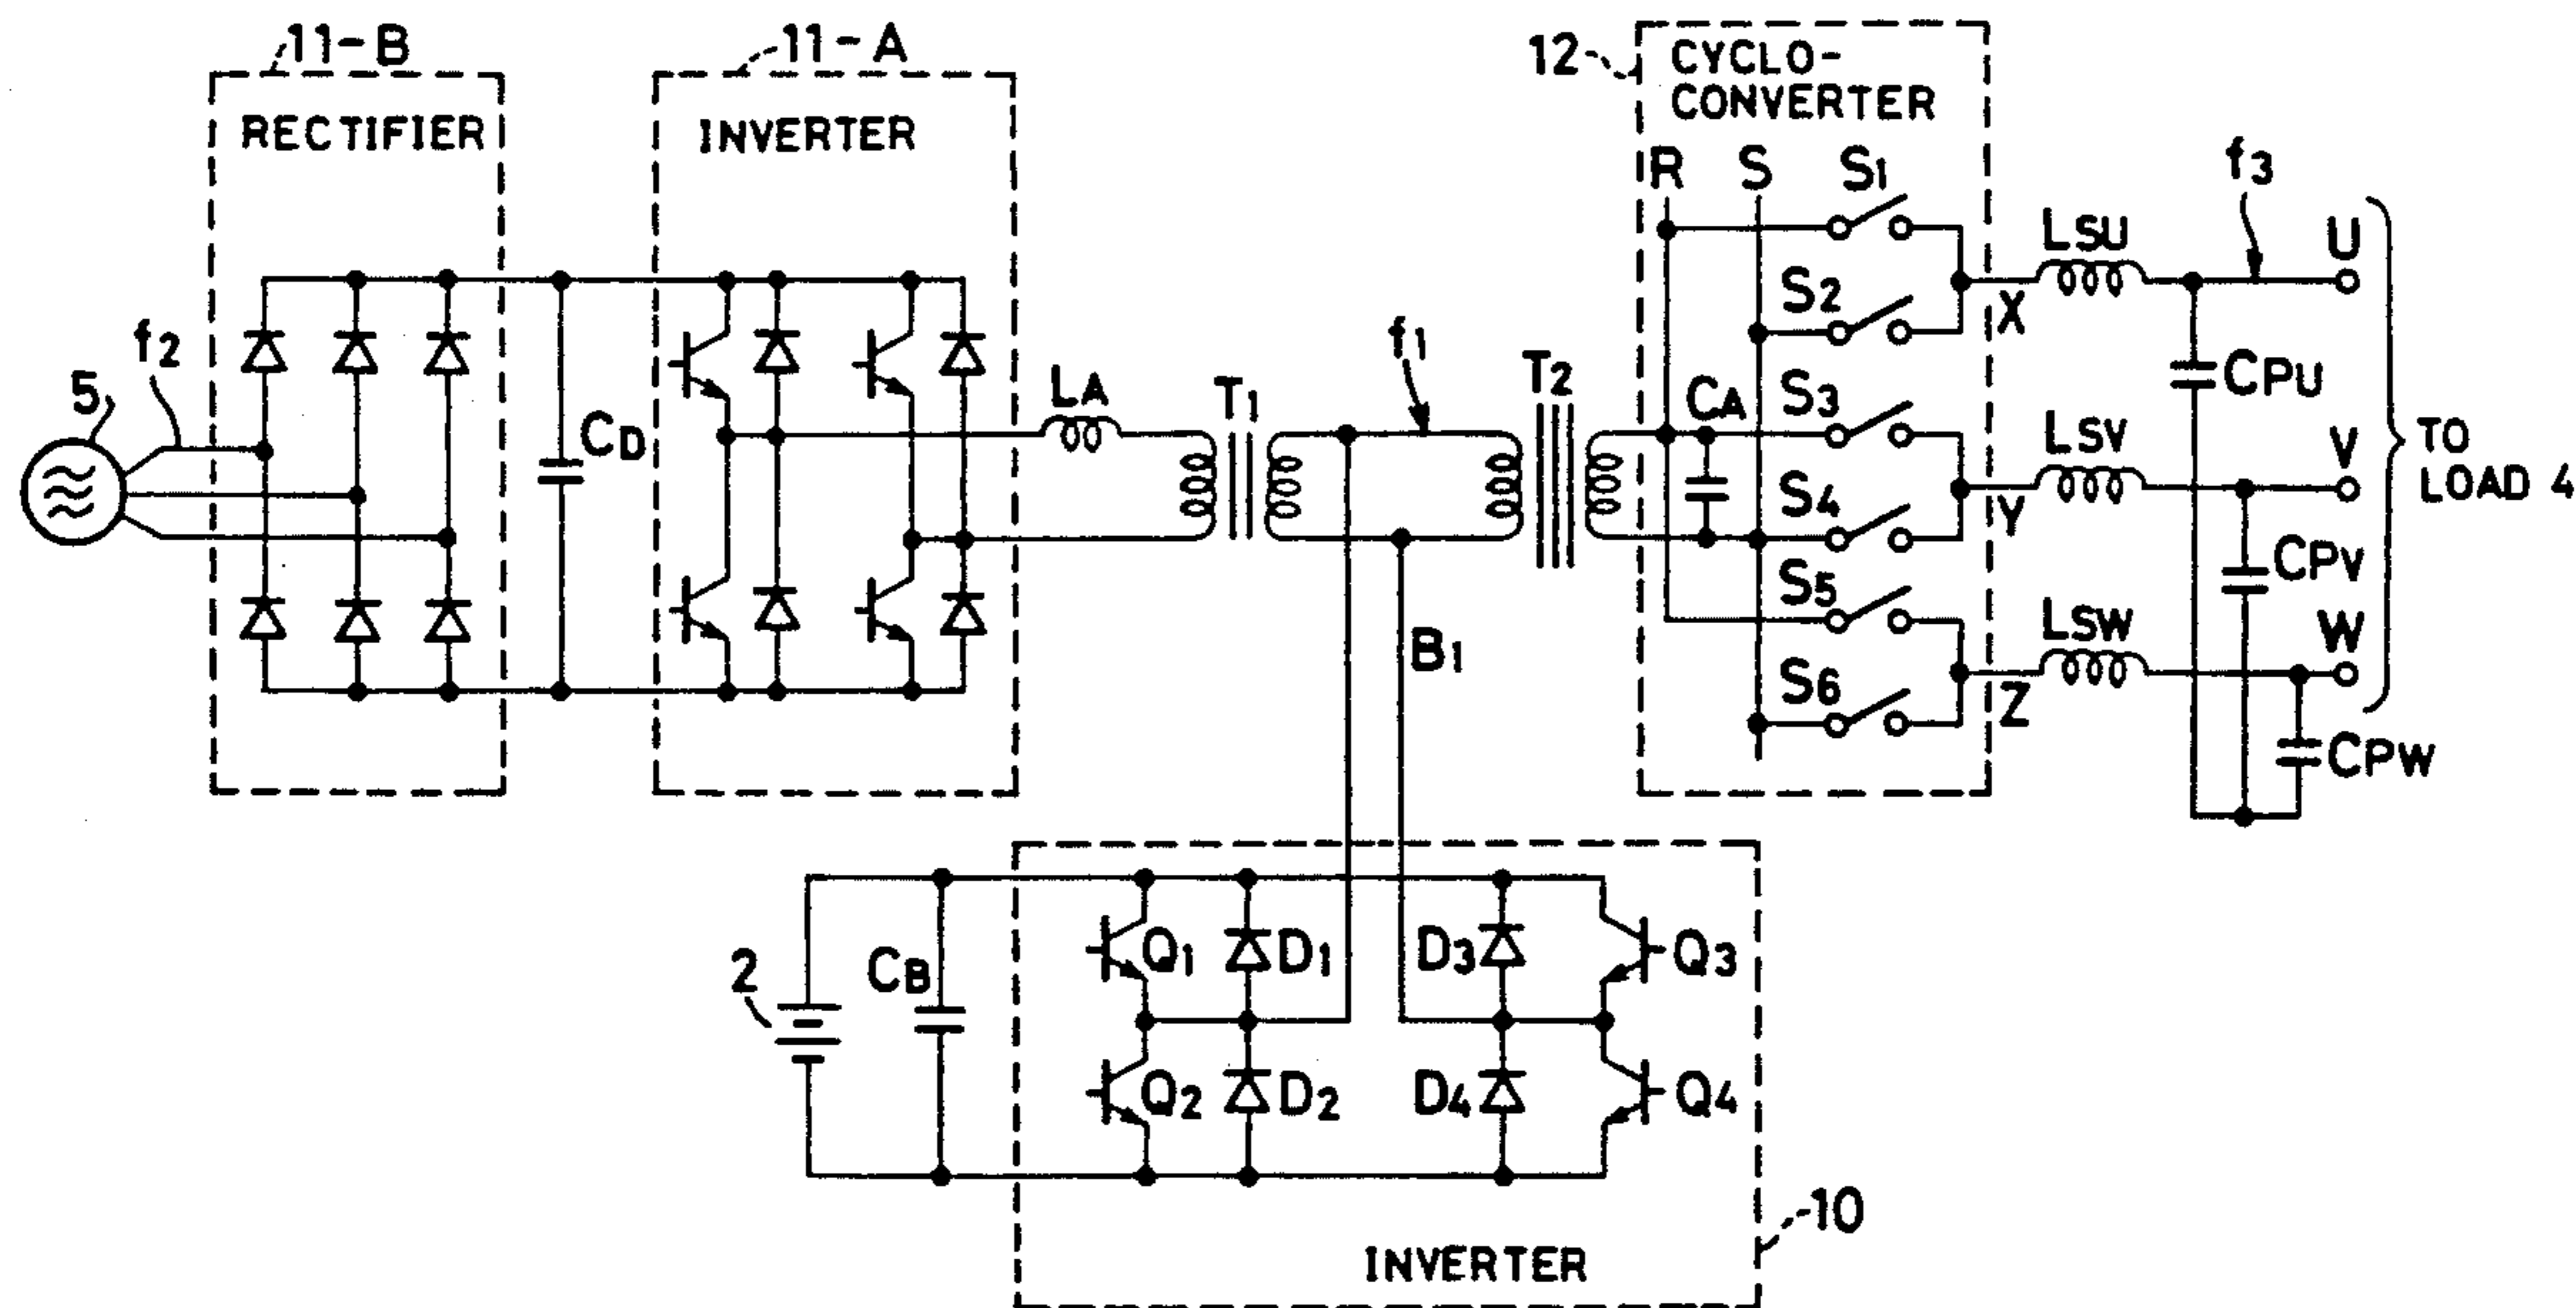 11-B
11-A
12
CYCLO-
CONVERTER
RECTIFIER
INVERTER
R
S
S1
f3
LSU
U
S2
X
f2
f1
T2
CPU
5
LA
T1
CA
S3
LSV
V
TO
LOAD 4
CD
S4
Y
CPV
S5
B1
LSW
W
S6
Z
CPW
2
CB
Q1
D1
D3
Q3
Q2
D2
D4
Q4
10
INVERTER